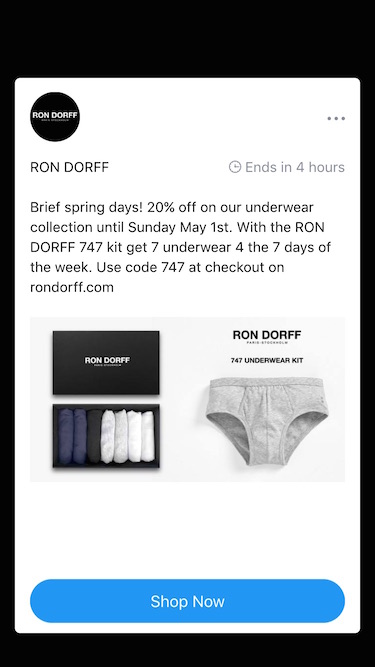 RON DORFF
PARIS·STOCKHOLM
RON DORFF
Ends in 4 hours
Brief spring days! 20% off on our underwear
collection until Sunday May 1st. With the RON
DORFF 747 kit get 7 underwear 4 the 7 days of
the week. Use code 747 at checkout on
rondorff.com
RON DORFF
PARIS·STOCKHOLM
RON DORFF
PARIS·STOCKHOLM
747 UNDERWEAR KIT
Shop Now